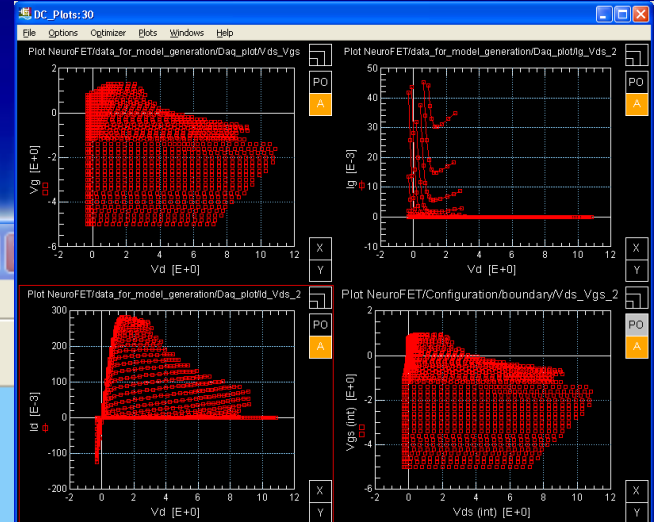 DC_Plots:30
File Options Optimizer Plots Windows Help
Plot NeuroFET/data_for_model_generation/Daq_plot/Vds_Vgs
PO
A
2
0
-2
-4
-6
Vg [E+0]
-2 0 2 4 6 8 10 12
Vd [E+0]
X
Y
Plot NeuroFET/data_for_model_generation/Daq_plot/Ig_Vds_2
PO
A
50
40
30
20
10
0
-10
Ig [E-3]
-2 0 2 4 6 8 10 12
Vd [E+0]
X
Y
Plot NeuroFET/data_for_model_generation/Daq_plot/Id_Vds_2
PO
A
300
200
100
0
-100
-200
Id [E-3]
-2 0 2 4 6 8 10 12
Vd [E+0]
X
Y
Plot NeuroFET/Configuration/boundary/Vds_Vgs_2
PO
A
2
0
-2
-4
-6
Vgs (int) [E+0]
-2 0 2 4 6 8 10 12
Vds (int) [E+0]
X
Y